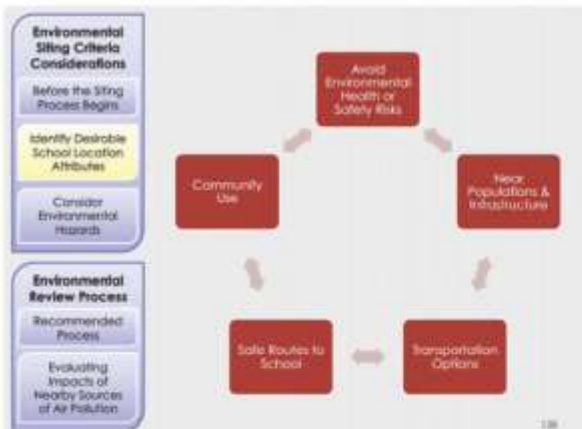 Environmental
Siting Criteria
Considerations
Before the Siting
Process Begins
Identify Desirable
School Location
Attributes
Consider
Environmental
Hazards
Environmental
Review Process
Recommended
Process
Evaluating
Impacts of
Nearby Sources
of Air Pollution
Avoid
Environmental
Health or
Safety Risks
Community
Use
Near
Populations &
Infrastructure
Safe Routes to
School
Transportation
Options